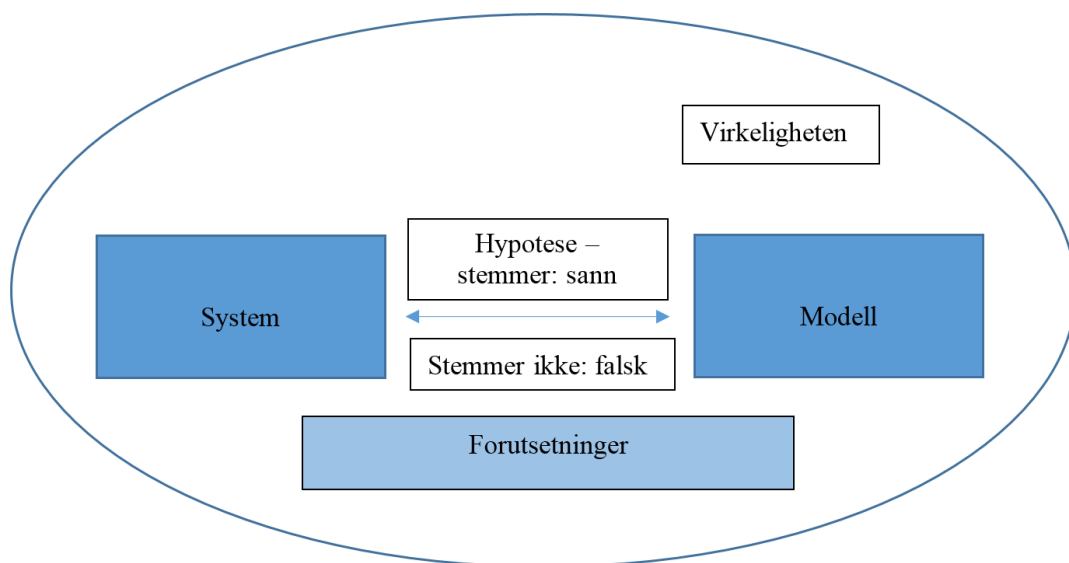 Virkeligheten
Hypotese –
stemmer: sann
System
Modell
Stemmer ikke: falsk
Forutsetninger